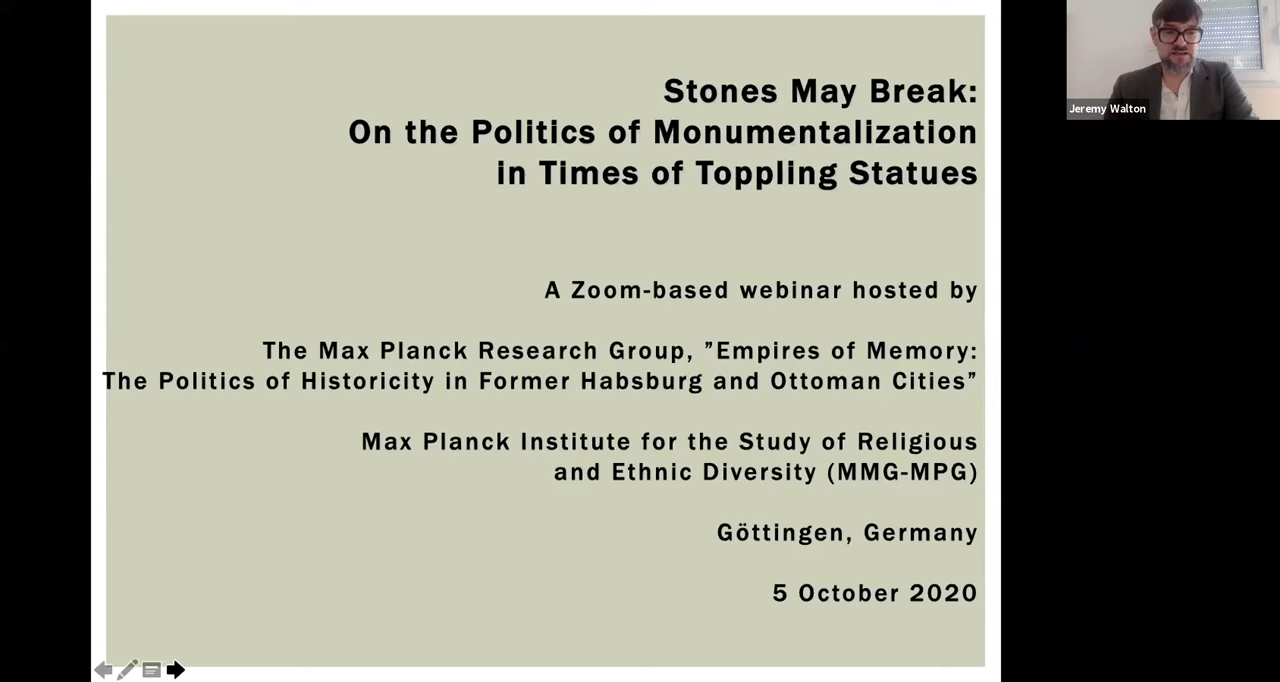 Stones May Break:
On the Politics of Monumentalization
in Times of Toppling Statues
A Zoom-based webinar hosted by
The Max Planck Research Group, ”Empires of Memory:
The Politics of Historicity in Former Habsburg and Ottoman Cities”
Max Planck Institute for the Study of Religious
and Ethnic Diversity (MMG-MPG)
Göttingen, Germany
5 October 2020
Jeremy Walton